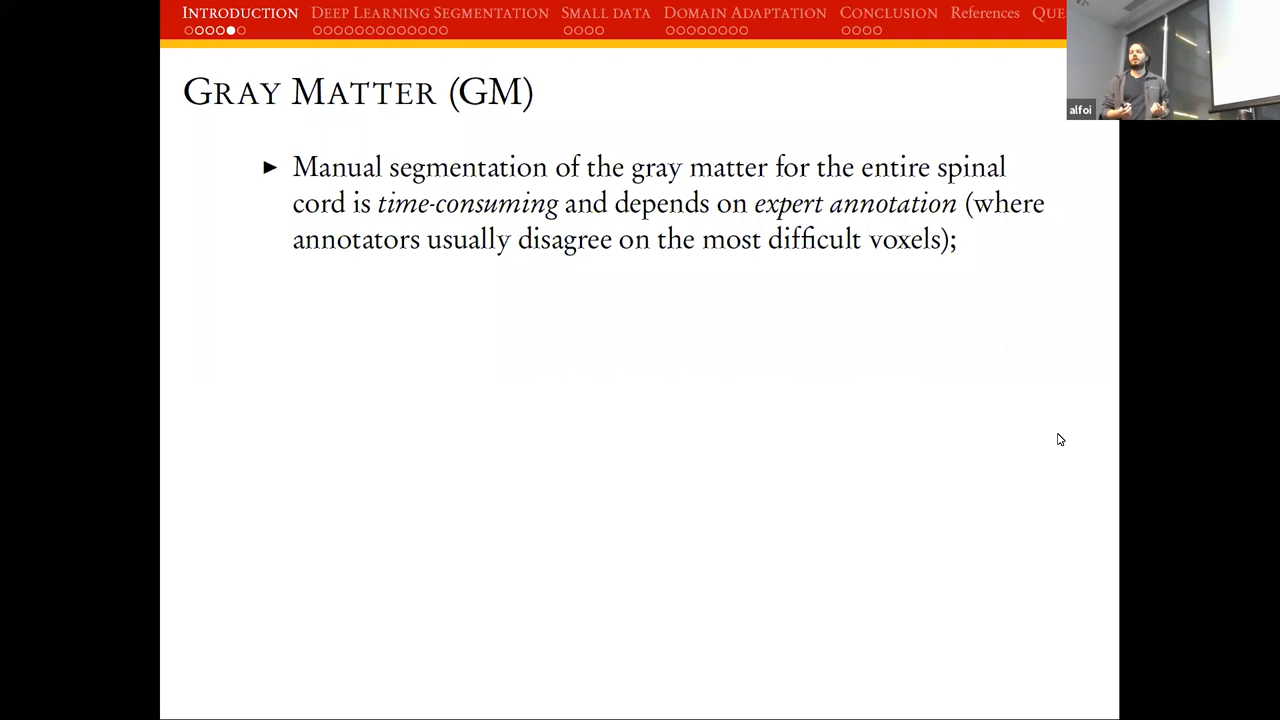 INTRODUCTION DEEP LEARNING SEGMENTATION SMALL DATA DOMAIN ADAPTATION CONCLUSION References QUE
alfoi
GRAY MATTER (GM)
► Manual segmentation of the gray matter for the entire spinal
cord is time-consuming and depends on expert annotation (where
annotators usually disagree on the most difficult voxels);